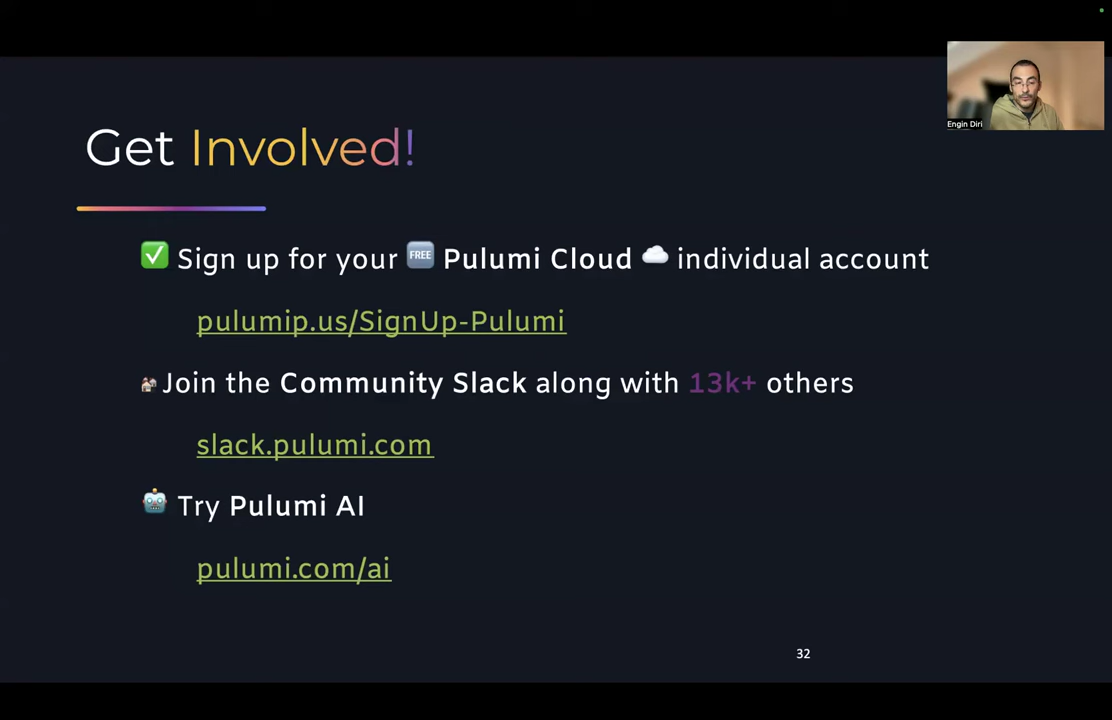 Get Involved!
✅ Sign up for your 🆓 Pulumi Cloud ☁️ individual account
pulumip.us/SignUp-Pulumi
🏘️ Join the Community Slack along with 13k+ others
slack.pulumi.com
🤖 Try Pulumi AI
pulumi.com/ai
32
Engin Diri